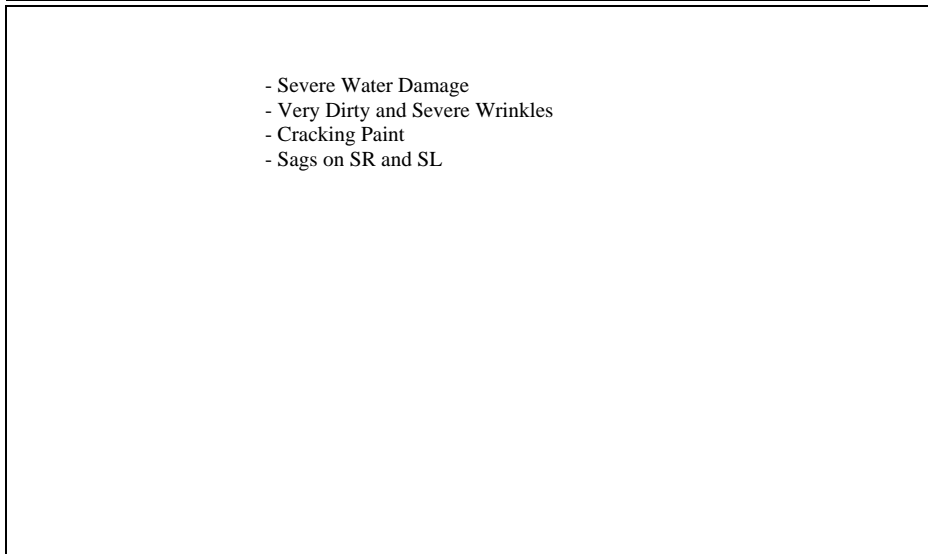 - Severe Water Damage
- Very Dirty and Severe Wrinkles
- Cracking Paint
- Sags on SR and SL